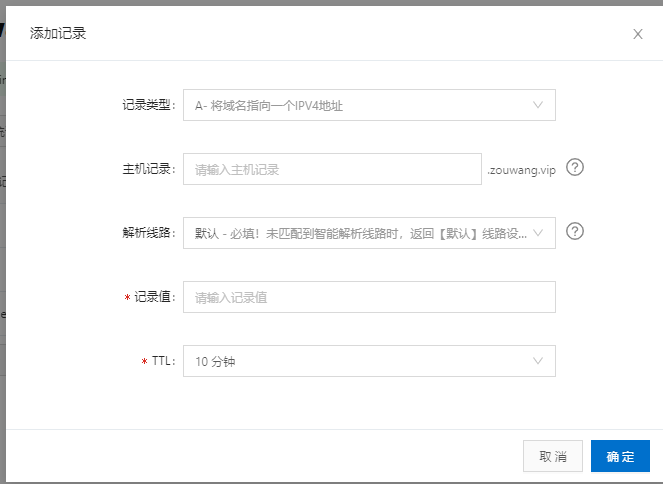 添加记录
记录类型：
A- 将域名指向一个IPV4地址
主机记录：
请输入主机记录
.zouwang.vip
解析线路：
默认 - 必填！未匹配到智能解析线路时，返回【默认】线路设...
* 记录值：
请输入记录值
* TTL：
10 分钟
取 消
确 定